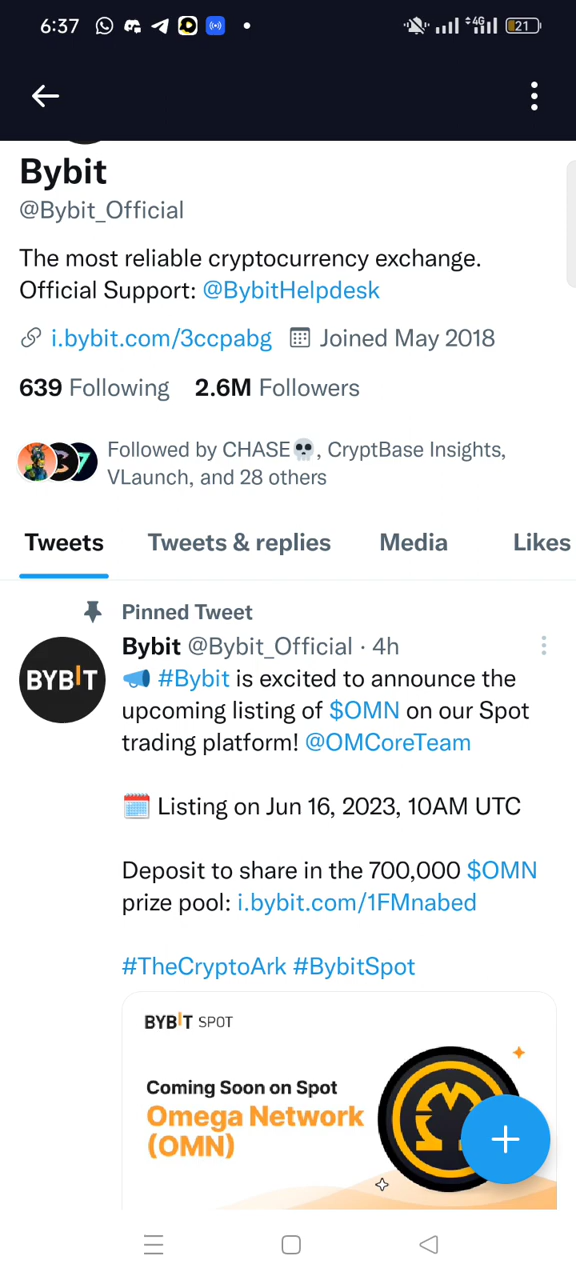 6:37
4G
21
Bybit
@Bybit_Official
The most reliable cryptocurrency exchange.
Official Support: @BybitHelpdesk
i.bybit.com/3ccpabg Joined May 2018
639 Following 2.6M Followers
Followed by CHASE💀, CryptBase Insights,
VLaunch, and 28 others
Tweets Tweets & replies Media Likes
Pinned Tweet
Bybit @Bybit_Official · 4h
BYBIT
📣 #Bybit is excited to announce the
upcoming listing of $OMN on our Spot
trading platform! @OMCoreTeam
🗓️ Listing on Jun 16, 2023, 10AM UTC
Deposit to share in the 700,000 $OMN
prize pool: i.bybit.com/1FMnabed
#TheCryptoArk #BybitSpot
BYBIT SPOT
Coming Soon on Spot
Omega Network
(OMN)